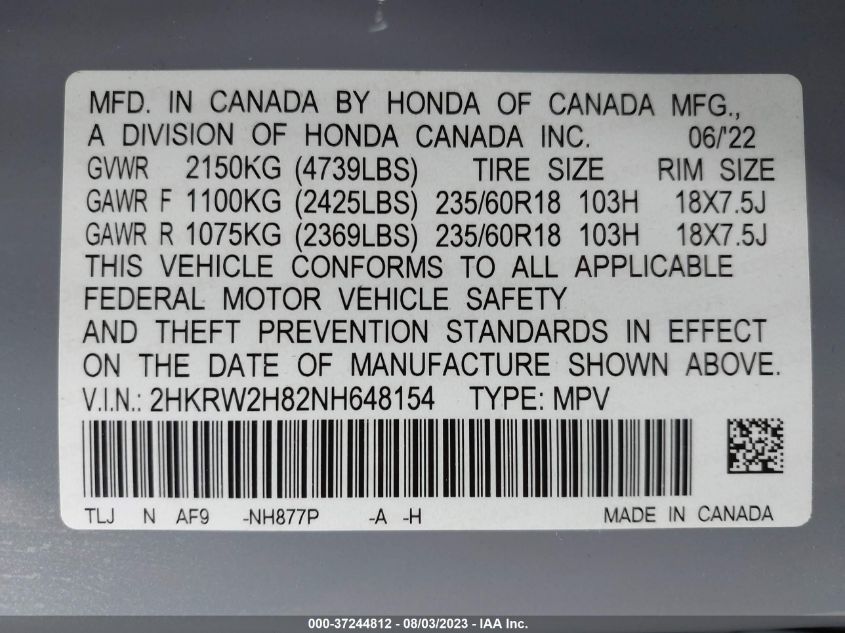 MFD. IN CANADA BY HONDA OF CANADA MFG.,
A DIVISION OF HONDA CANADA INC. 06/'22
GVWR 2150KG (4739LBS) TIRE SIZE RIM SIZE
GAWR F 1100KG (2425LBS) 235/60R18 103H 18X7.5J
GAWR R 1075KG (2369LBS) 235/60R18 103H 18X7.5J
THIS VEHICLE CONFORMS TO ALL APPLICABLE
FEDERAL MOTOR VEHICLE SAFETY
AND THEFT PREVENTION STANDARDS IN EFFECT
ON THE DATE OF MANUFACTURE SHOWN ABOVE.
V.I.N.: 2HKRW2H82NH648154 TYPE: MPV
TLJ N AF9 -NH877P -A -H MADE IN CANADA
000-37244812 - 08/03/2023 - IAA Inc.